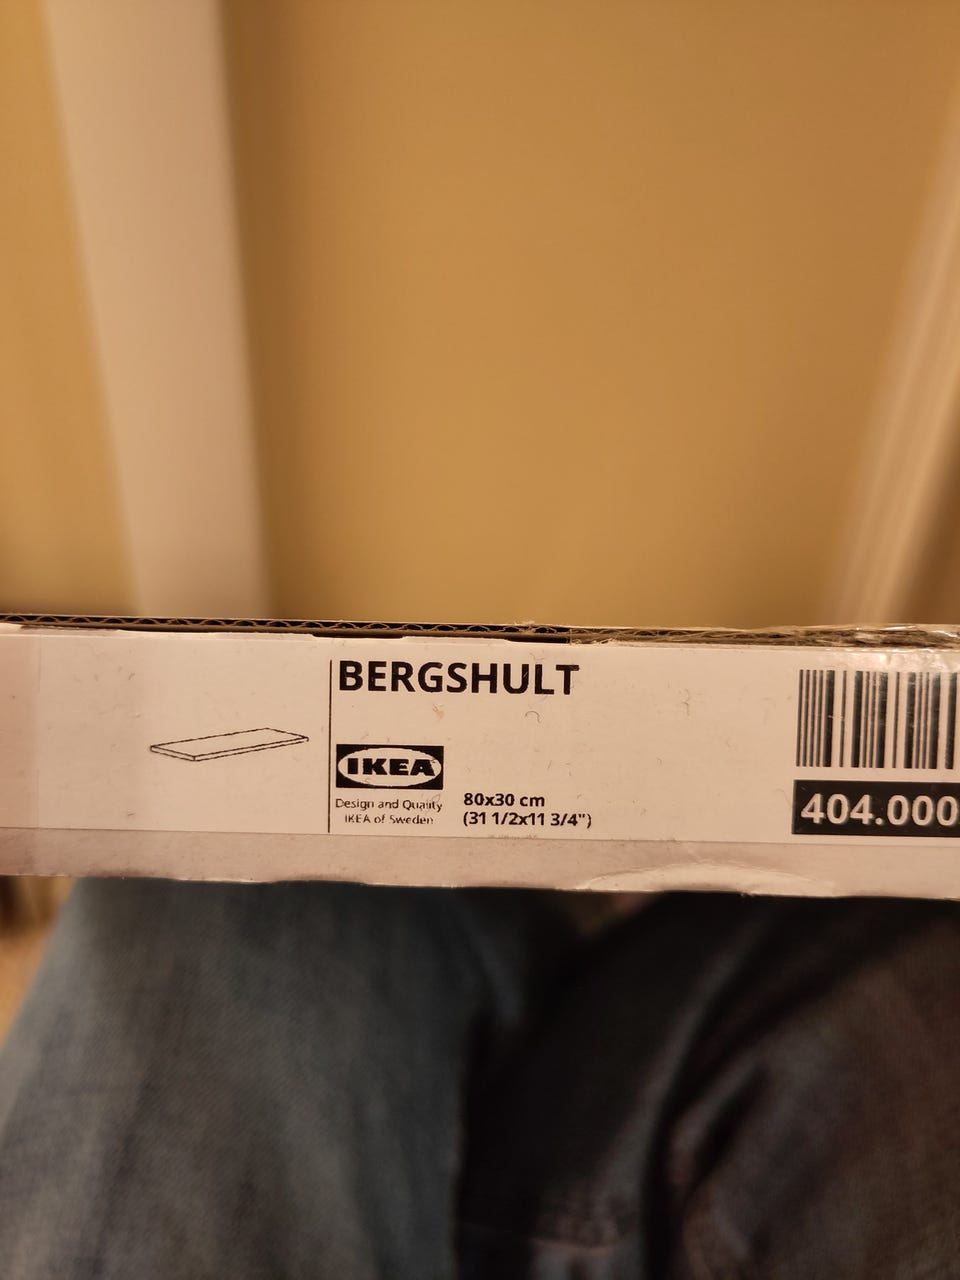 BERGSHULT
IKEA
Design and Quality
IKEA of Sweden
80x30 cm
(31 1/2x11 3/4")
404.000